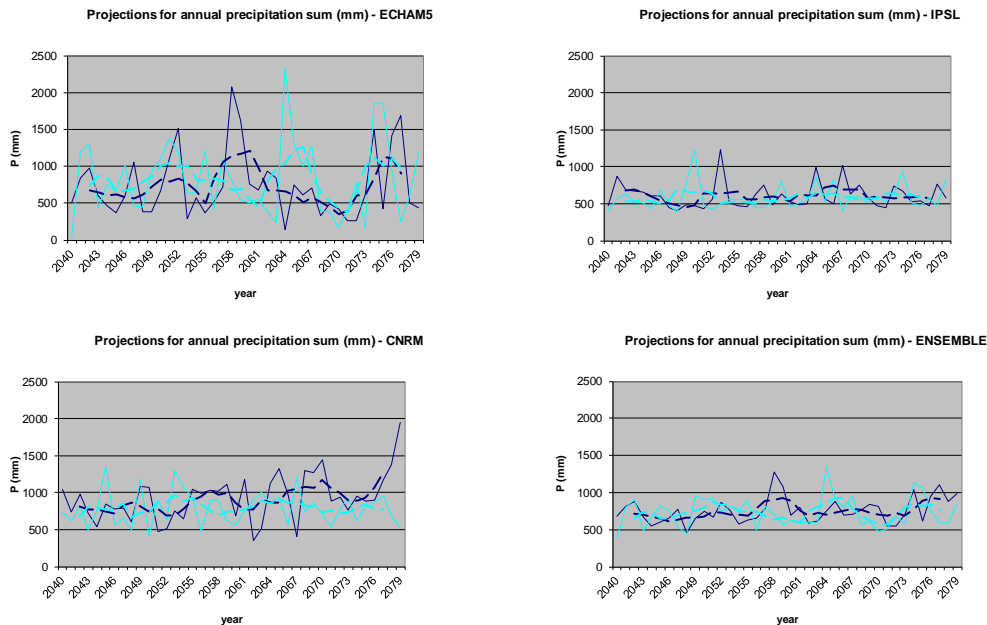 Projections for annual precipitation sum (mm) - ECHAM5
2500
2000
1500
1000
500
0
P (mm)
2040 2043 2046 2049 2052 2055 2058 2061 2064 2067 2070 2073 2076 2079
year
Projections for annual precipitation sum (mm) - IPSL
2500
2000
1500
1000
500
0
P (mm)
2040 2043 2046 2049 2052 2055 2058 2061 2064 2067 2070 2073 2076 2079
year
Projections for annual precipitation sum (mm) - CNRM
2500
2000
1500
1000
500
0
P (mm)
2040 2043 2046 2049 2052 2055 2058 2061 2064 2067 2070 2073 2076 2079
year
Projections for annual precipitation sum (mm) - ENSEMBLE
2500
2000
1500
1000
500
0
P (mm)
2040 2043 2046 2049 2052 2055 2058 2061 2064 2067 2070 2073 2076 2079
year